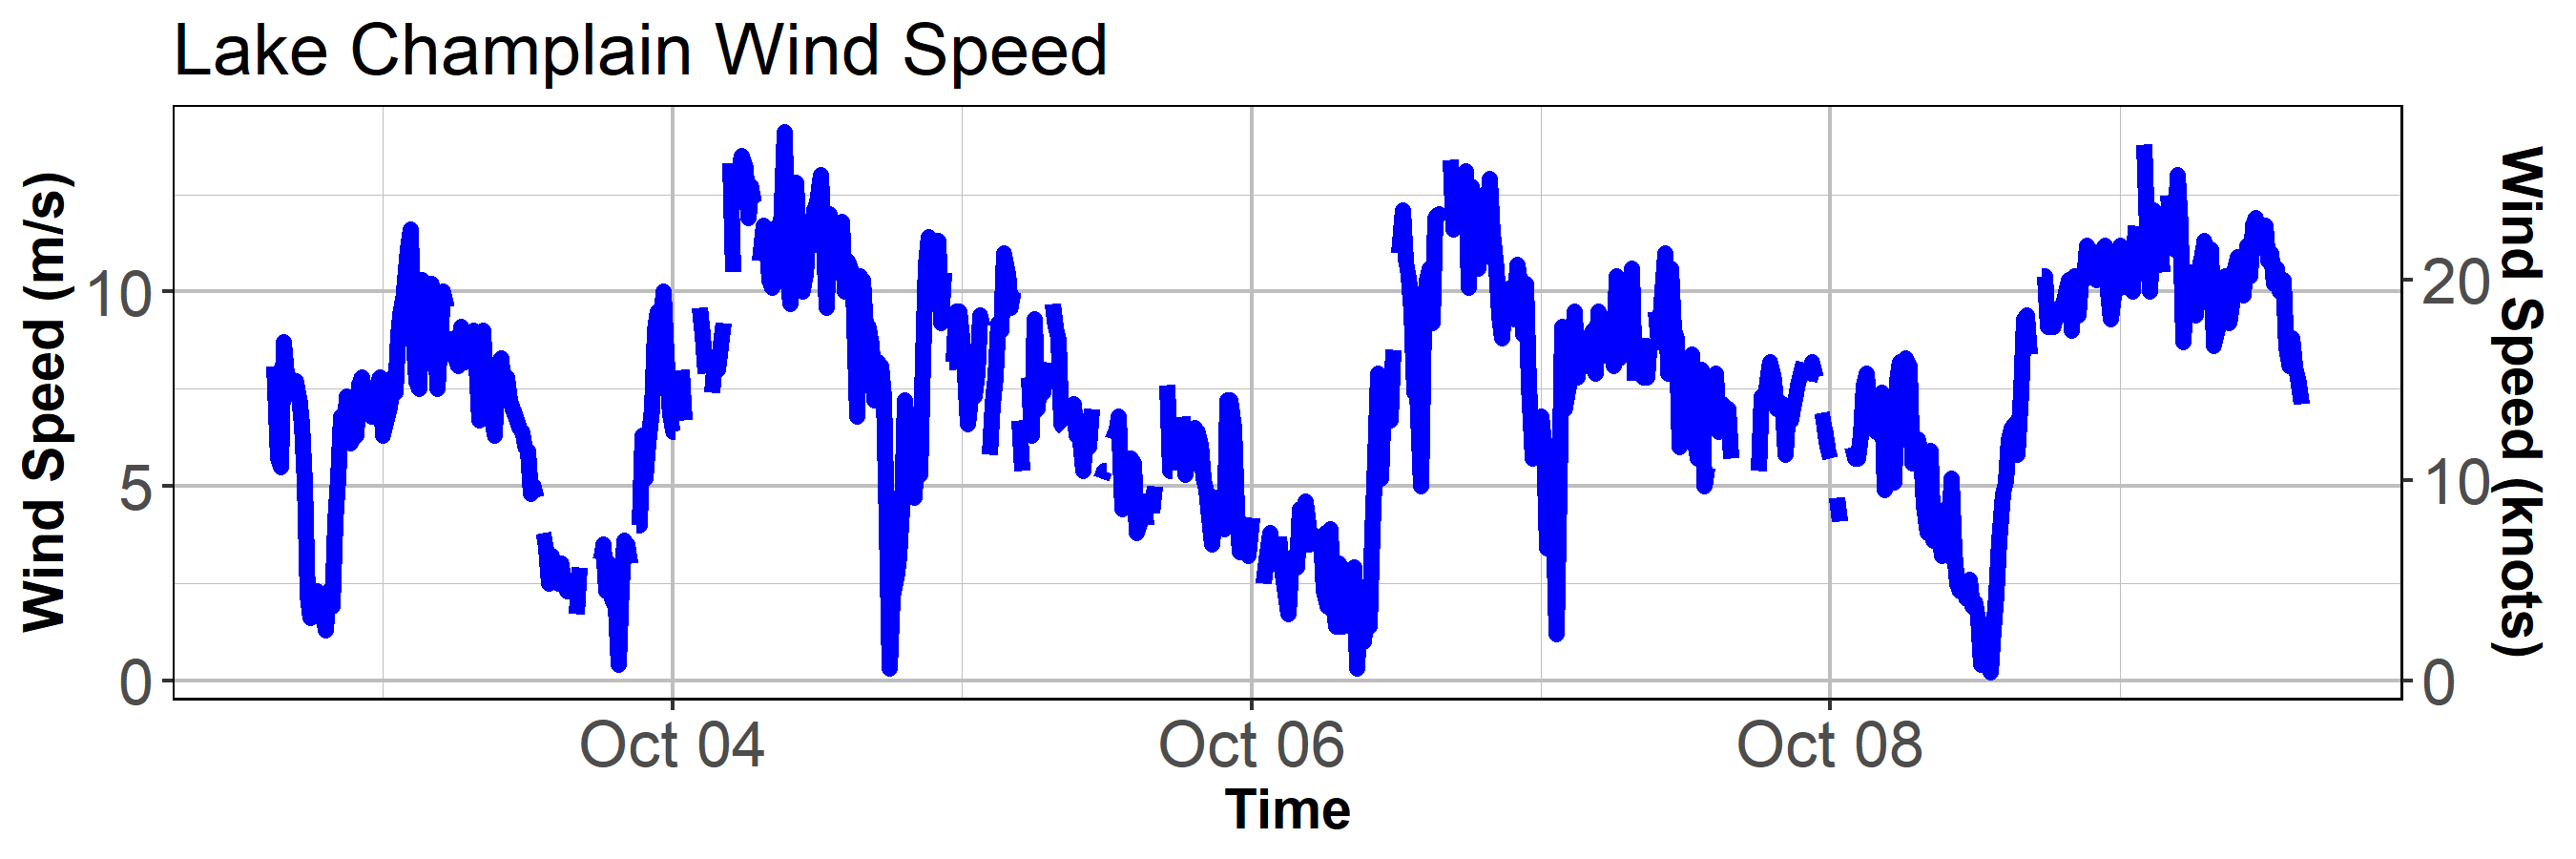 Lake Champlain Wind Speed
Wind Speed (m/s)
10
5
0
20
10
0
Wind Speed (knots)
Oct 04
Oct 06
Oct 08
Time